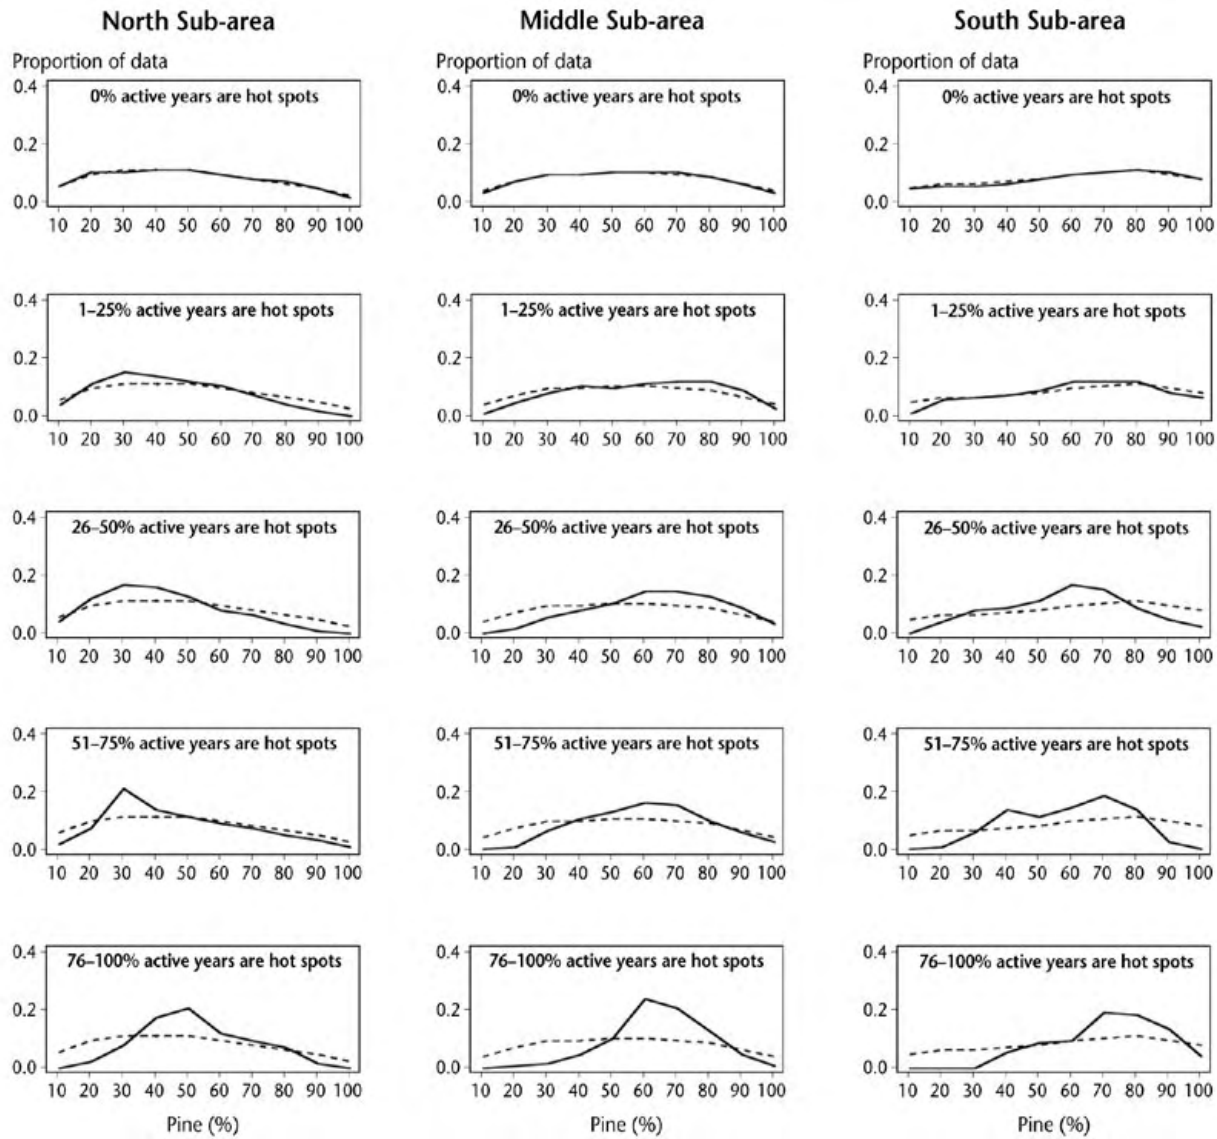 North Sub-area Middle Sub-area South Sub-area
Proportion of data Proportion of data Proportion of data
0.4 0% active years are hot spots 0.4 0% active years are hot spots 0.4 0% active years are hot spots
0.2 0.2 0.2
0.0 0.0 0.0
10 20 30 40 50 60 70 80 90 100 10 20 30 40 50 60 70 80 90 100 10 20 30 40 50 60 70 80 90 100
0.4 1–25% active years are hot spots 0.4 1–25% active years are hot spots 0.4 1–25% active years are hot spots
0.2 0.2 0.2
0.0 0.0 0.0
10 20 30 40 50 60 70 80 90 100 10 20 30 40 50 60 70 80 90 100 10 20 30 40 50 60 70 80 90 100
0.4 26–50% active years are hot spots 0.4 26–50% active years are hot spots 0.4 26–50% active years are hot spots
0.2 0.2 0.2
0.0 0.0 0.0
10 20 30 40 50 60 70 80 90 100 10 20 30 40 50 60 70 80 90 100 10 20 30 40 50 60 70 80 90 100
0.4 51–75% active years are hot spots 0.4 51–75% active years are hot spots 0.4 51–75% active years are hot spots
0.2 0.2 0.2
0.0 0.0 0.0
10 20 30 40 50 60 70 80 90 100 10 20 30 40 50 60 70 80 90 100 10 20 30 40 50 60 70 80 90 100
0.4 76–100% active years are hot spots 0.4 76–100% active years are hot spots 0.4 76–100% active years are hot spots
0.2 0.2 0.2
0.0 0.0 0.0
10 20 30 40 50 60 70 80 90 100 10 20 30 40 50 60 70 80 90 100 10 20 30 40 50 60 70 80 90 100
Pine (%) Pine (%) Pine (%)